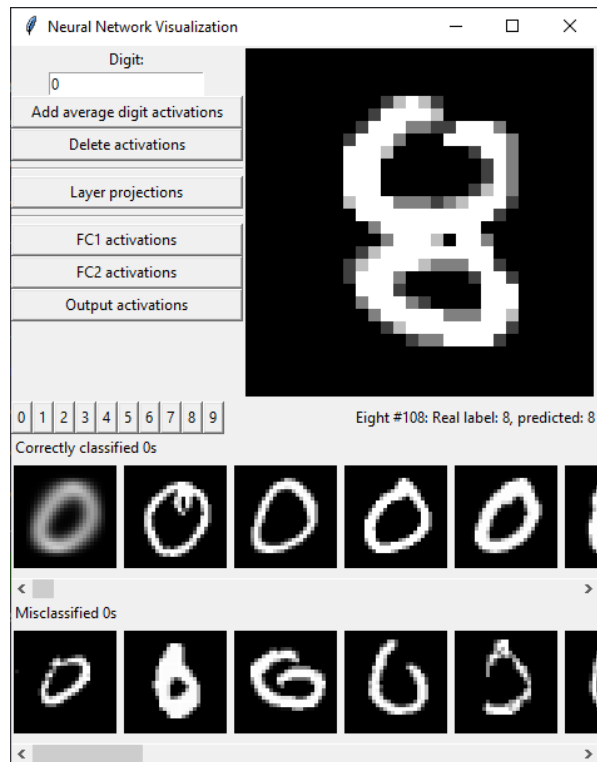 Neural Network Visualization
Digit:
0
Add average digit activations
Delete activations
Layer projections
FC1 activations
FC2 activations
Output activations
0 1 2 3 4 5 6 7 8 9
Eight #108: Real label: 8, predicted: 8
Correctly classified 0s
Misclassified 0s